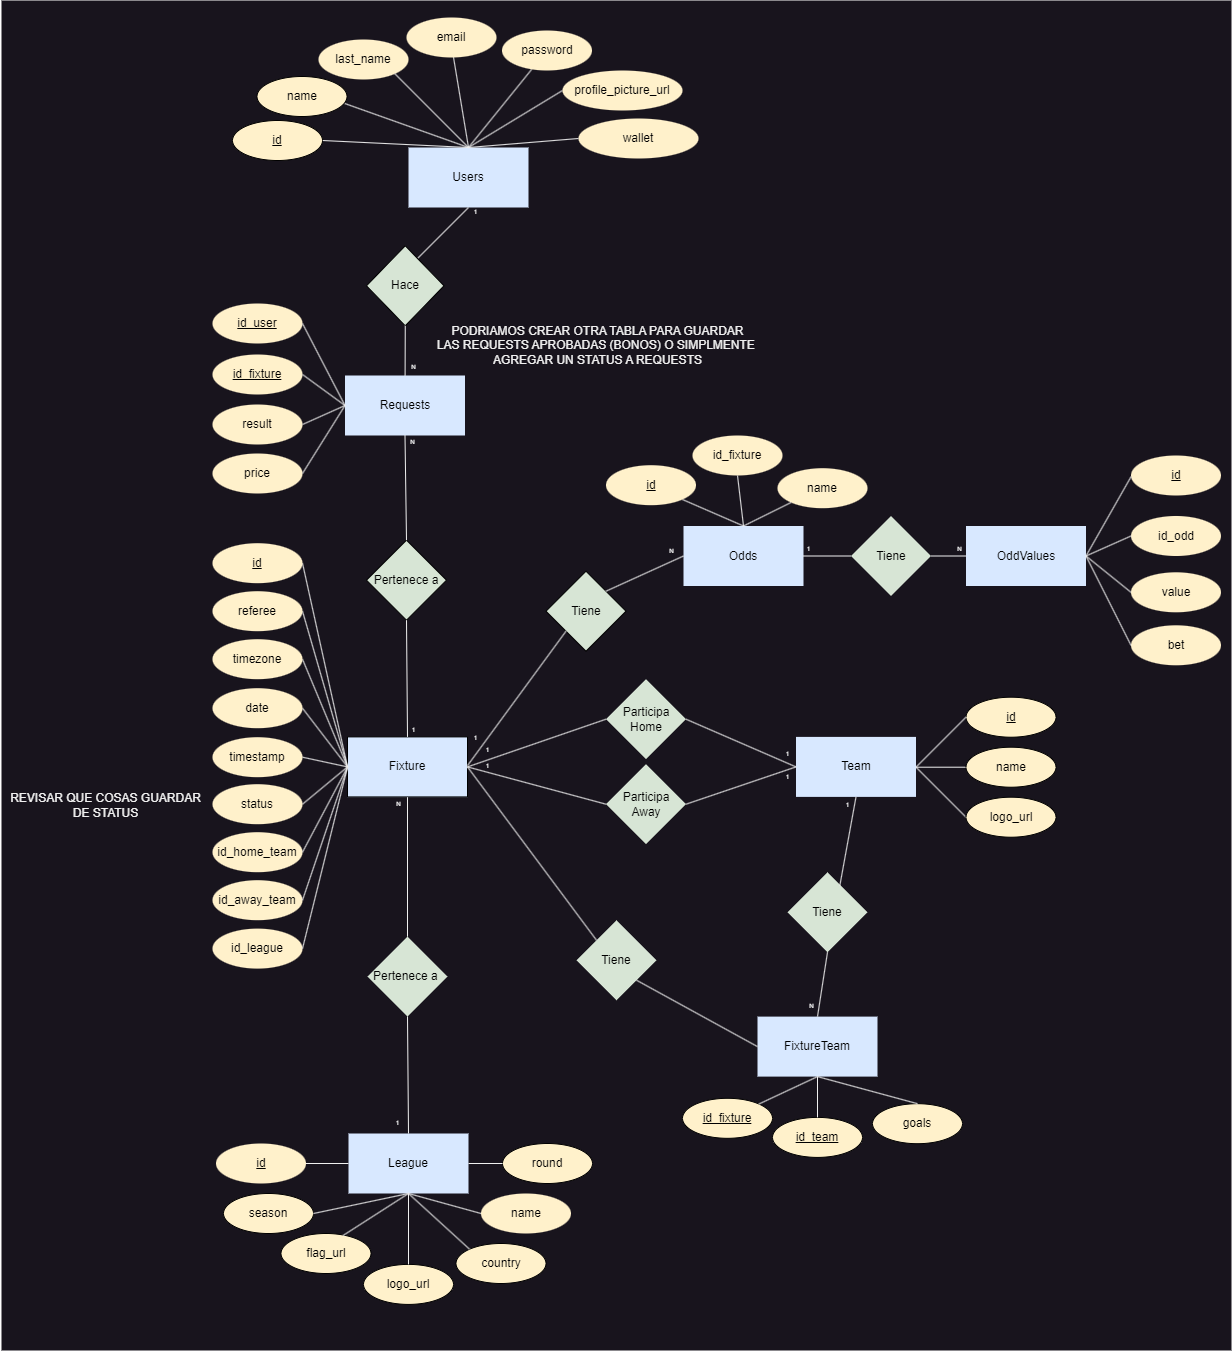 email
last_name
password
profile_picture_url
name
wallet
id
Users
1
Hace
id_user
PODRIAMOS CREAR OTRA TABLA PARA GUARDAR
LAS REQUESTS APROBADAS (BONOS) O SIMPLMENTE
AGREGAR UN STATUS A REQUESTS
N
id_fixture
Requests
result
N
price
id_fixture
id
name
id
id_odd
N
Odds
1
Tiene
N
OddValues
id
Pertenece a
value
referee
Tiene
bet
timezone
date
Participa
Home
id
1
1
1
1
timestamp
Fixture
1
1
Team
name
REVISAR QUE COSAS GUARDAR
DE STATUS
status
N
Participa
Away
1
logo_url
id_home_team
id_away_team
Tiene
id_league
Pertenece a
Tiene
N
FixtureTeam
id_fixture
id_team
goals
1
id
League
round
season
name
flag_url
country
logo_url